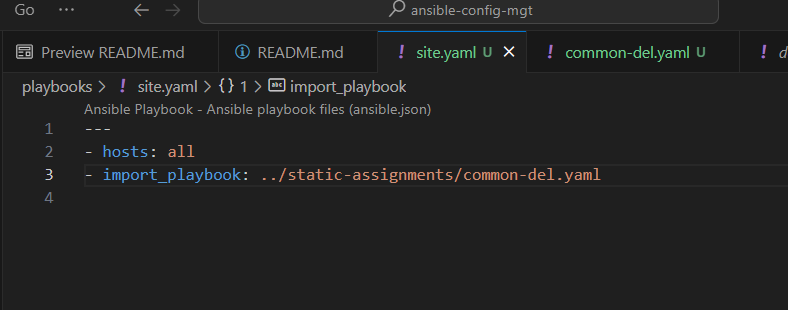 Go ··· ansible-config-mgt
Preview README.md README.md site.yaml U common-del.yaml U d
playbooks > site.yaml > {} 1 > abc import_playbook
Ansible Playbook - Ansible playbook files (ansible.json)
1 ---
2 - hosts: all
3 - import_playbook: ../static-assignments/common-del.yaml
4